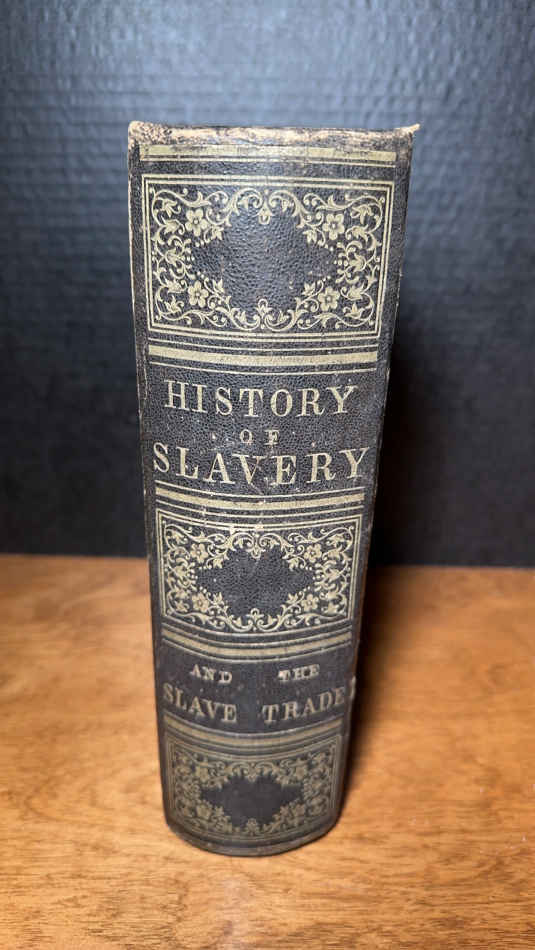 HISTORY
OF
SLAVERY
AND THE
SLAVE TRADE